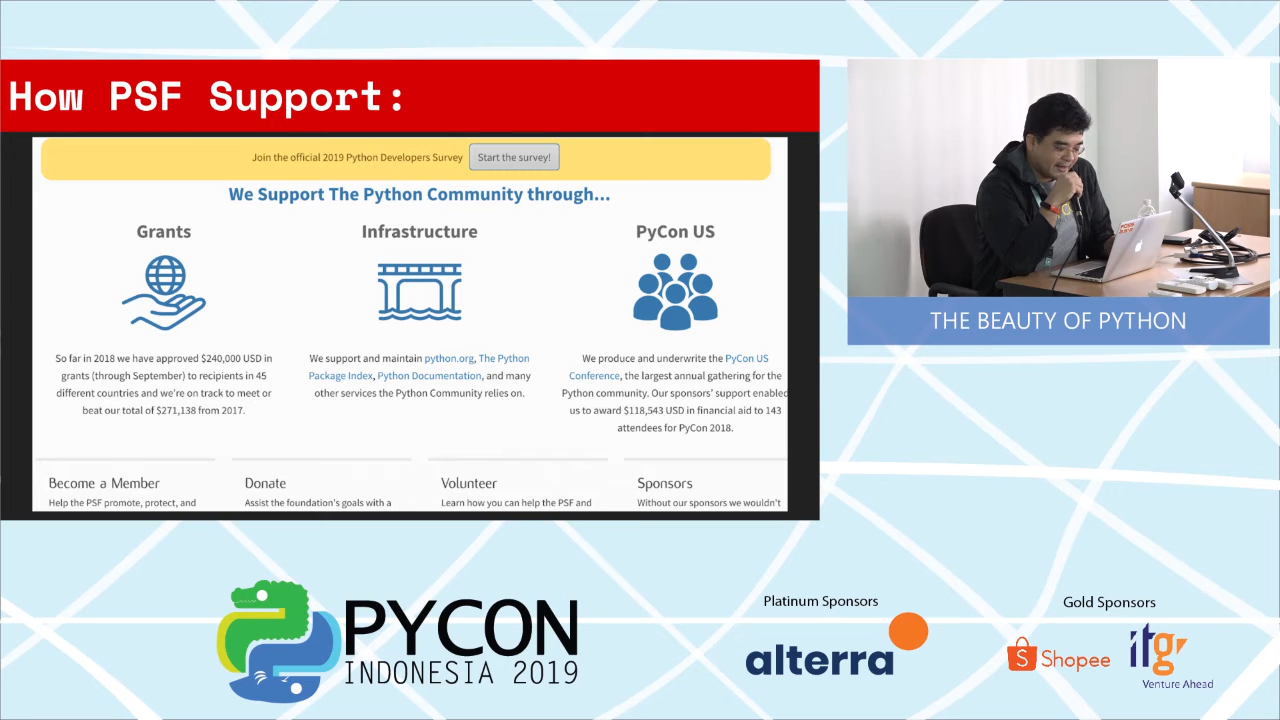 How PSF Support:
Join the official 2019 Python Developers Survey
Start the survey!
We Support The Python Community through...
Grants
So far in 2018 we have approved $240,000 USD in
grants (through September) to recipients in 45
different countries and we're on track to meet or
beat our total of $271,138 from 2017.
Infrastructure
We support and maintain python.org, The Python
Package Index, Python Documentation, and many
other services the Python Community relies on.
PyCon US
We produce and underwrite the PyCon US
Conference, the largest annual gathering for the
Python community. Our sponsors' support enabled
us to award $118,543 USD in financial aid to 143
attendees for PyCon 2018.
Become a Member
Help the PSF promote, protect, and
Donate
Assist the foundation's goals with a
Volunteer
Learn how you can help the PSF and
Sponsors
Without our sponsors we wouldn't
THE BEAUTY OF PYTHON
PYCON
INDONESIA 2019
Platinum Sponsors
alterra
Gold Sponsors
Shopee
itg
Venture Ahead